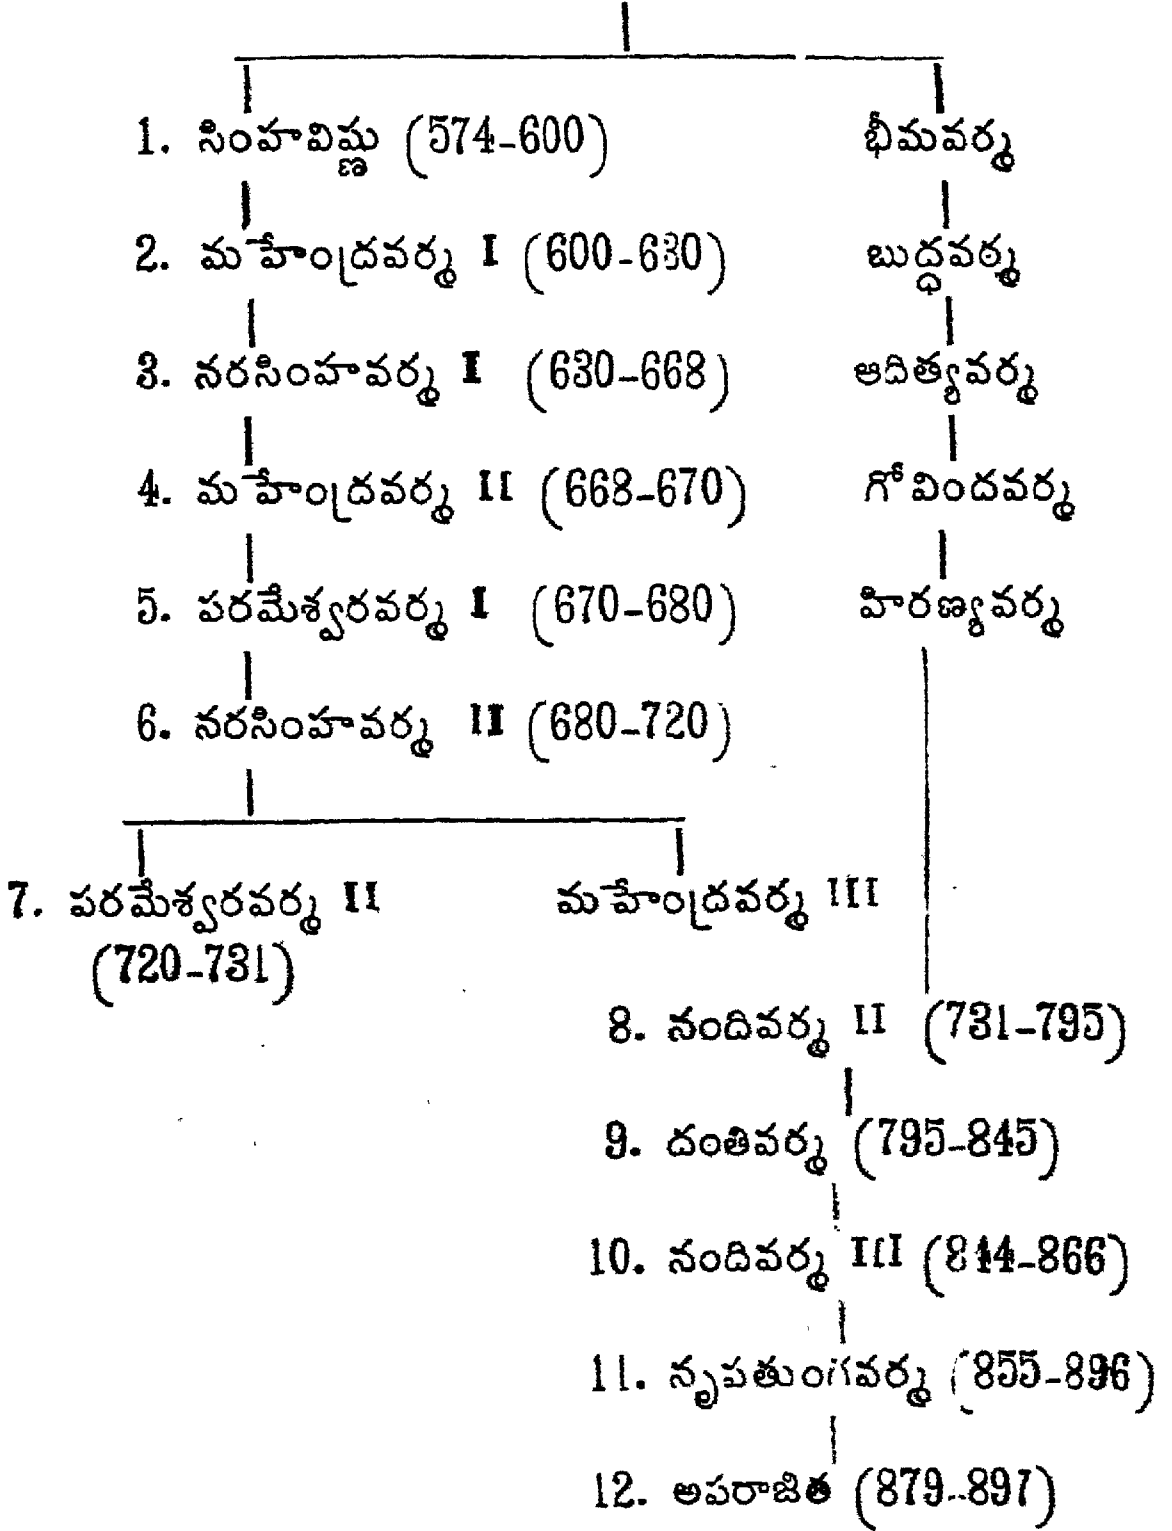 1. సింహవిష్ణు (574-600) భీమవర్మ
2. మహేంద్రవర్మ I (600-630) బుద్ధవర్మ
3. నరసింహవర్మ I (630-668) ఆదిత్యవర్మ
4. మహేంద్రవర్మ II (668-670) గోవిందవర్మ
5. పరమేశ్వరవర్మ I (670-680) హిరణ్యవర్మ
6. నరసింహవర్మ II (680-720)
7. పరమేశ్వరవర్మ II మహేంద్రవర్మ III
(720-731)
8. నందివర్మ II (731-795)
9. దంతివర్మ (795-845)
10. నందివర్మ III (844-866)
11. నృపతుంగవర్మ (855-896)
12. అపరాజిత (879-897)